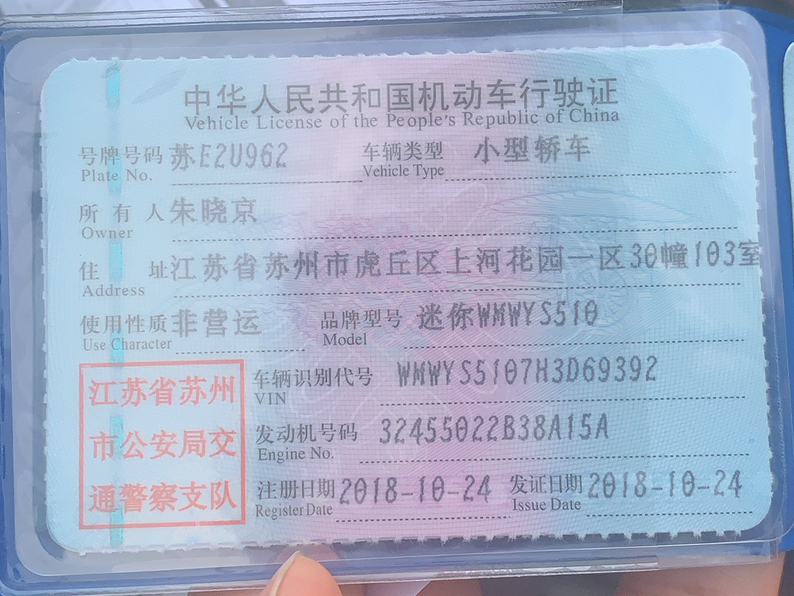 中华人民共和国机动车行驶证
Vehicle License of the People's Republic of China
号牌号码 苏E2U962 车辆类型 小型轿车
Plate No. Vehicle Type
所有人 朱晓京
Owner
住址 江苏省苏州市虎丘区上河花园一区30幢103室
Address
使用性质 非营运 品牌型号 迷你WMWYS510
Use Character Model
车辆识别代号 WMWYS5107H3D69392
VIN
发动机号码 32455022B38A15A
Engine No.
注册日期 2018-10-24 发证日期 2018-10-24
Register Date Issue Date
江苏省苏州
市公安局交
通警察支队